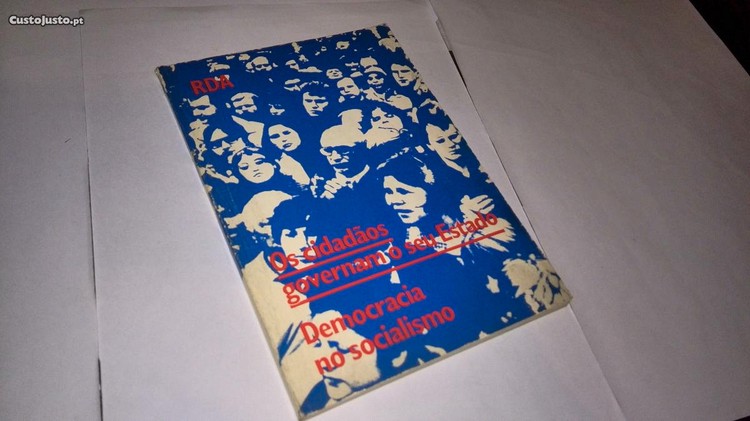 CustoJusto.pt
RDA
Os cidadãos
governam o seu Estado
Democracia
no socialismo